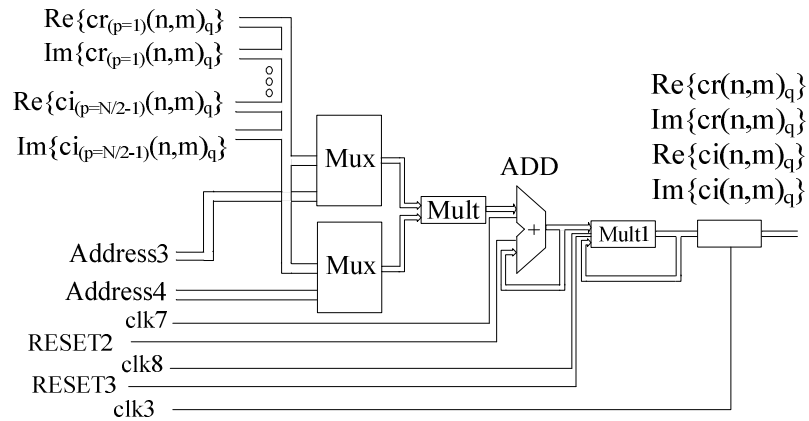 Re{cr(p=1)(n,m)q}
Im{cr(p=1)(n,m)q}
Re{ci(p=N/2-1)(n,m)q}
Im{ci(p=N/2-1)(n,m)q}
Re{cr(n,m)q}
Im{cr(n,m)q}
Re{ci(n,m)q}
Im{ci(n,m)q}
Mux
ADD
Mult
+
Mult1
Mux
Address3
Address4
clk7
RESET2
clk8
RESET3
clk3